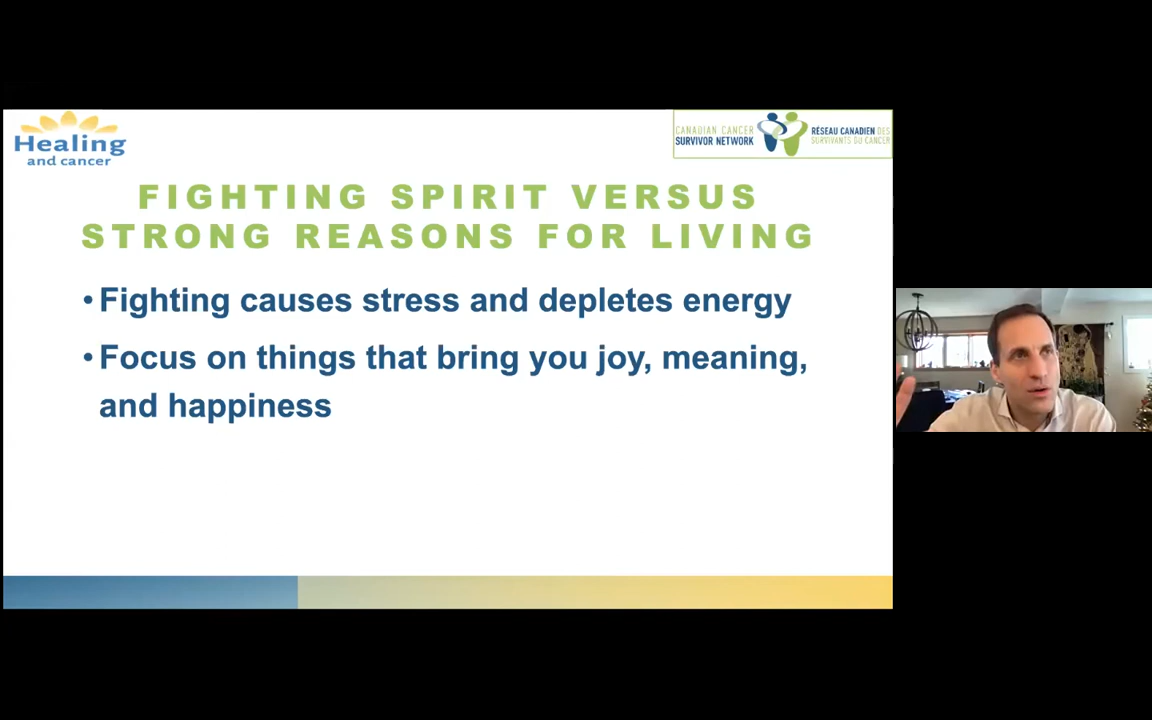 Healing
and cancer
CANADIAN CANCER
SURVIVOR NETWORK
RÉSEAU CANADIEN DES
SURVIVANTS DU CANCER
FIGHTING SPIRIT VERSUS
STRONG REASONS FOR LIVING
• Fighting causes stress and depletes energy
• Focus on things that bring you joy, meaning,
and happiness